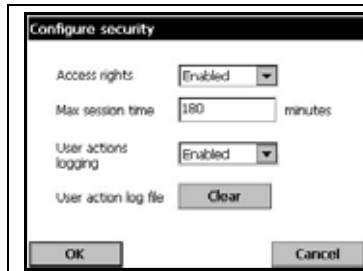 Configure security
Access rights Enabled
Max session time 180 minutes
User actions
logging Enabled
User action log file Clear
OK Cancel